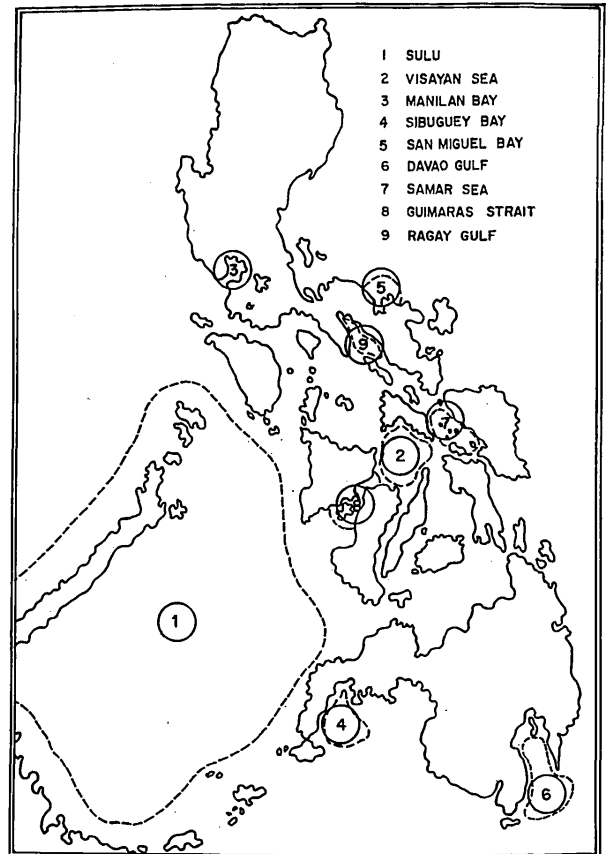 1 SULU
2 VISAYAN SEA
3 MANILAN BAY
4 SIBUGUEY BAY
5 SAN MIGUEL BAY
6 DAVAO GULF
7 SAMAR SEA
8 GUIMARAS STRAIT
9 RAGAY GULF
3
5
9
7
2
8
1
4
6